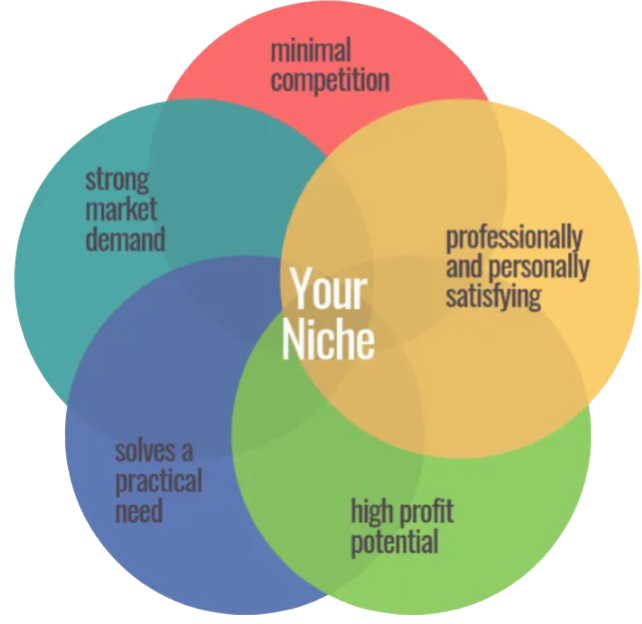 minimal
competition
strong
market
demand
professionally
and personally
satisfying
Your
Niche
solves a
practical
need
high profit
potential